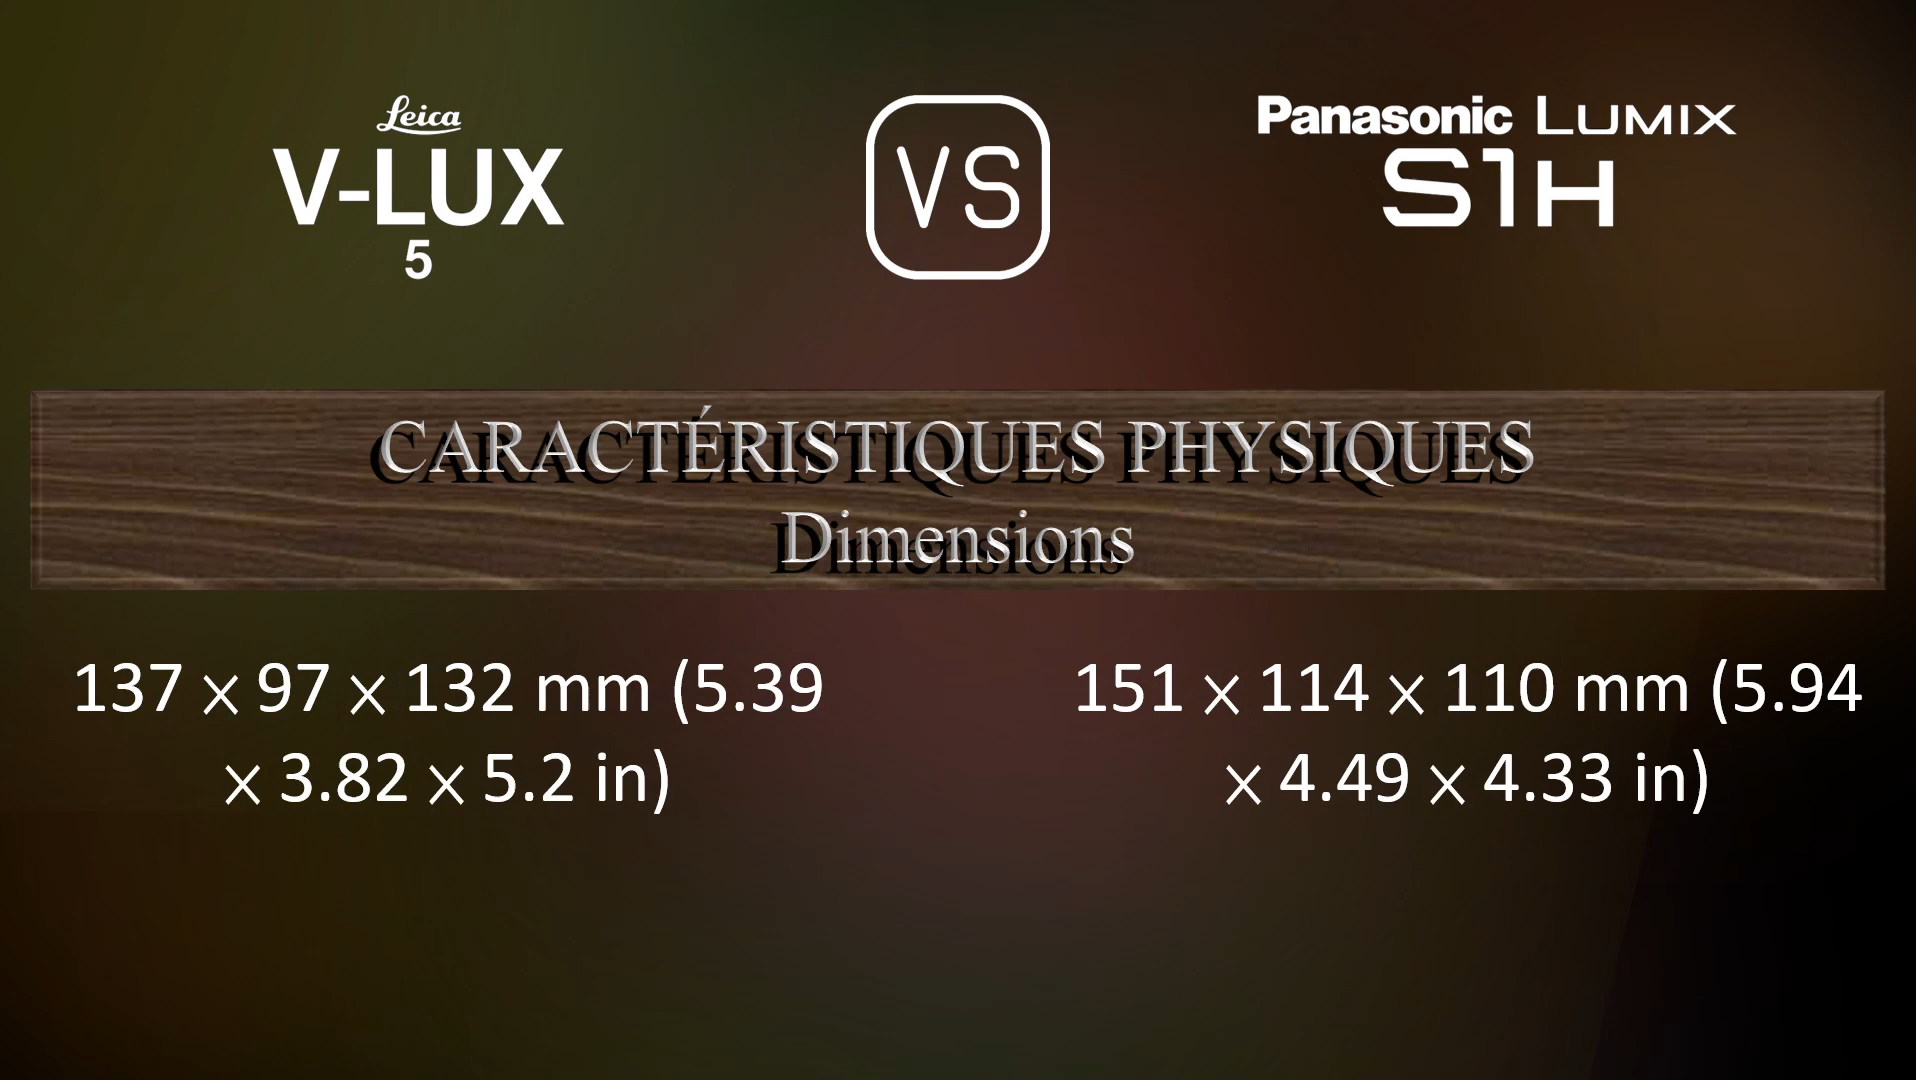 Leica
V-LUX
5
VS
Panasonic LUMIX
S1H
CARACTÉRISTIQUES PHYSIQUES
Dimensions
137 x 97 x 132 mm (5.39
x 3.82 x 5.2 in)
151 x 114 x 110 mm (5.94
x 4.49 x 4.33 in)